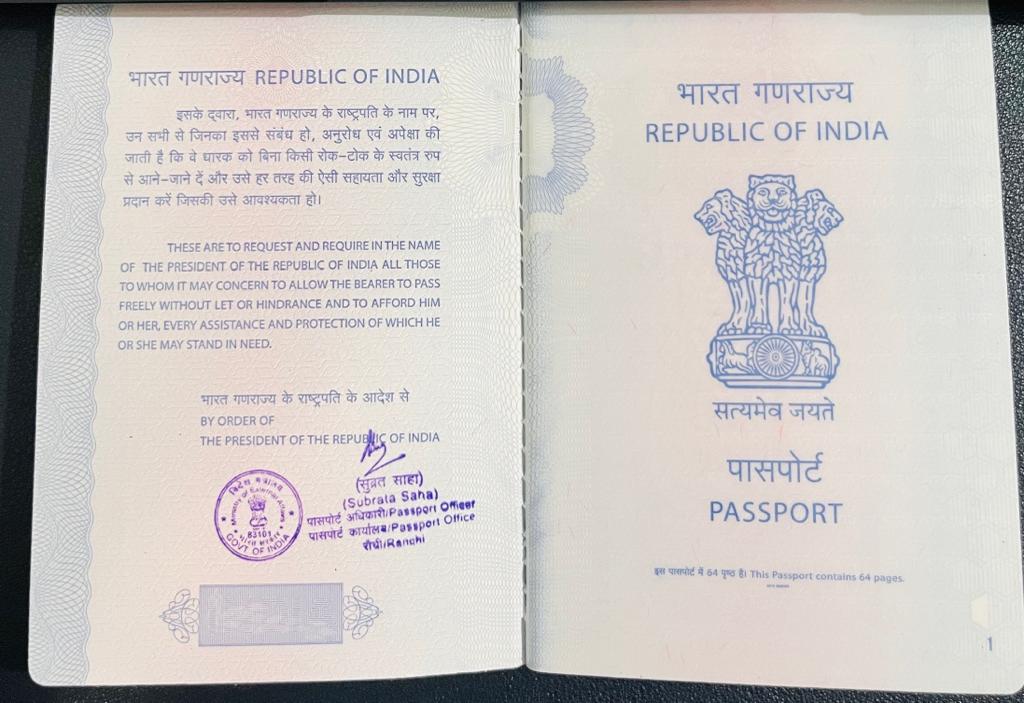 भारत गणराज्य REPUBLIC OF INDIA
इसके द्वारा, भारत गणराज्य के राष्ट्रपति के नाम पर,
उन सभी से जिनका इससे संबंध हो, अनुरोध एवं अपेक्षा की
जाती है कि वे धारक को बिना किसी रोक-टोक के स्वतंत्र रुप
से आने-जाने दें और उसे हर तरह की ऐसी सहायता और सुरक्षा
प्रदान करें जिसकी उसे आवश्यकता हो।
THESE ARE TO REQUEST AND REQUIRE IN THE NAME
OF THE PRESIDENT OF THE REPUBLIC OF INDIA ALL THOSE
TO WHOM IT MAY CONCERN TO ALLOW THE BEARER TO PASS
FREELY WITHOUT LET OR HINDRANCE AND TO AFFORD HIM
OR HER, EVERY ASSISTANCE AND PROTECTION OF WHICH HE
OR SHE MAY STAND IN NEED.
भारत गणराज्य के राष्ट्रपति के आदेश से
BY ORDER OF
THE PRESIDENT OF THE REPUBLIC OF INDIA
(सुब्रत साहा)
(Subrata Saha)
पासपोर्ट अधिकारी/Passport Officer
पासपोर्ट कार्यालय/Passport Office
राँची/Ranchi
विदेश मंत्रालय
Ministry of External Affairs
83101
भारत सरकार
GOVT OF INDIA
भारत गणराज्य
REPUBLIC OF INDIA
सत्यमेव जयते
पासपोर्ट
PASSPORT
इस पासपोर्ट में 64 पृष्ठ हैं। This Passport contains 64 pages.
1